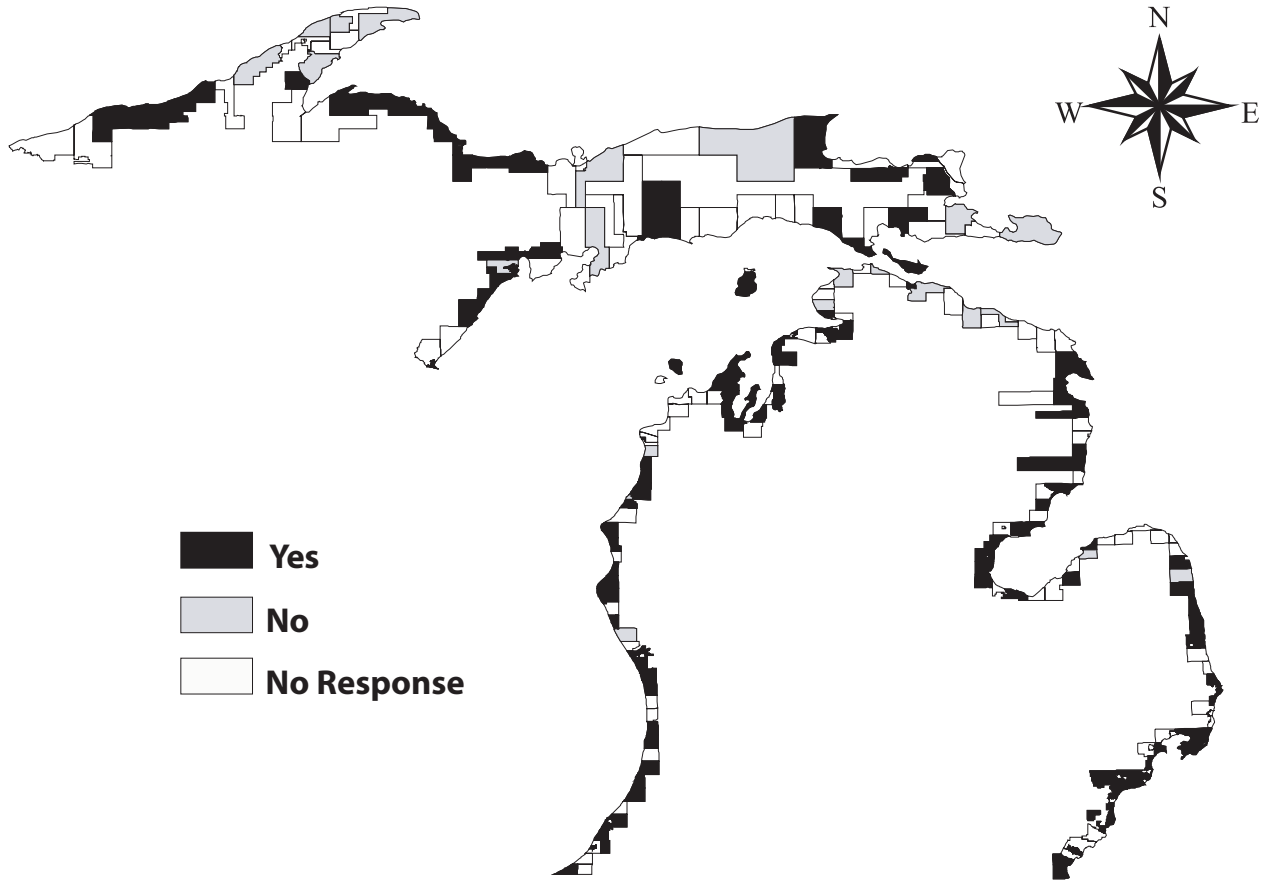 N
W E
S
Yes
No
No Response